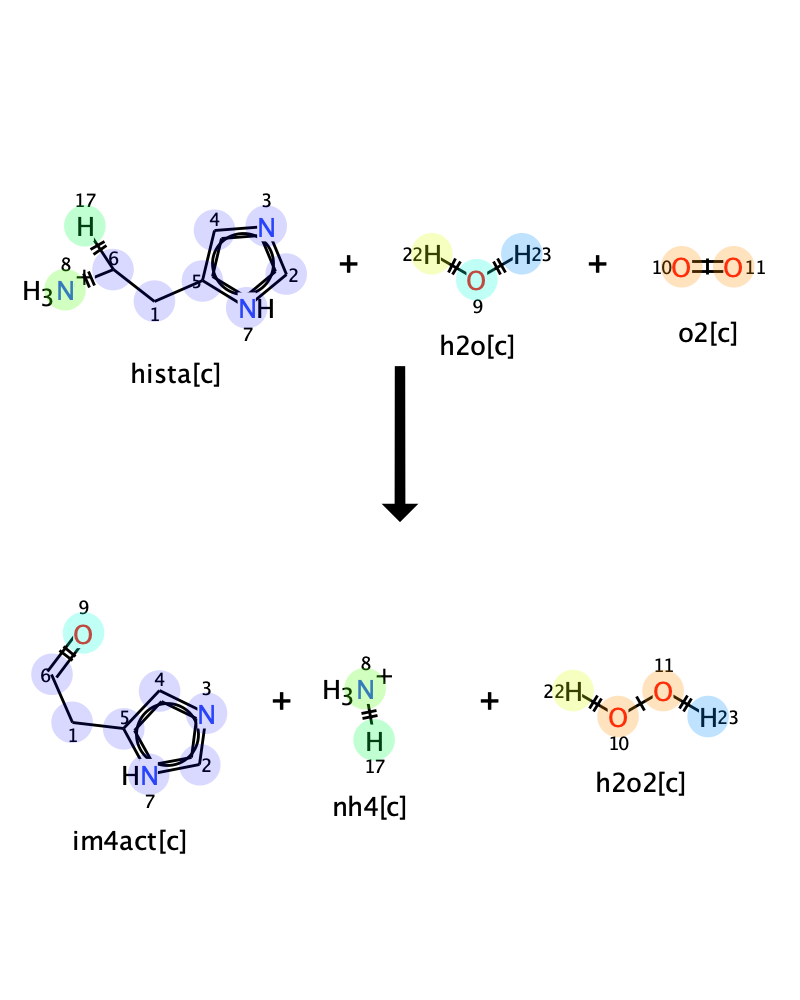 17
H
4
3
N
8
H3N
6
5
2
1
NH
7
hista[c]
+
22H
H23
O
9
h2o[c]
+
10O
O11
o2[c]
9
O
6
4
3
N
5
1
2
HN
7
im4act[c]
+
8
H3N+
H
17
nh4[c]
+
22H
11
O
O
10
H23
h2o2[c]